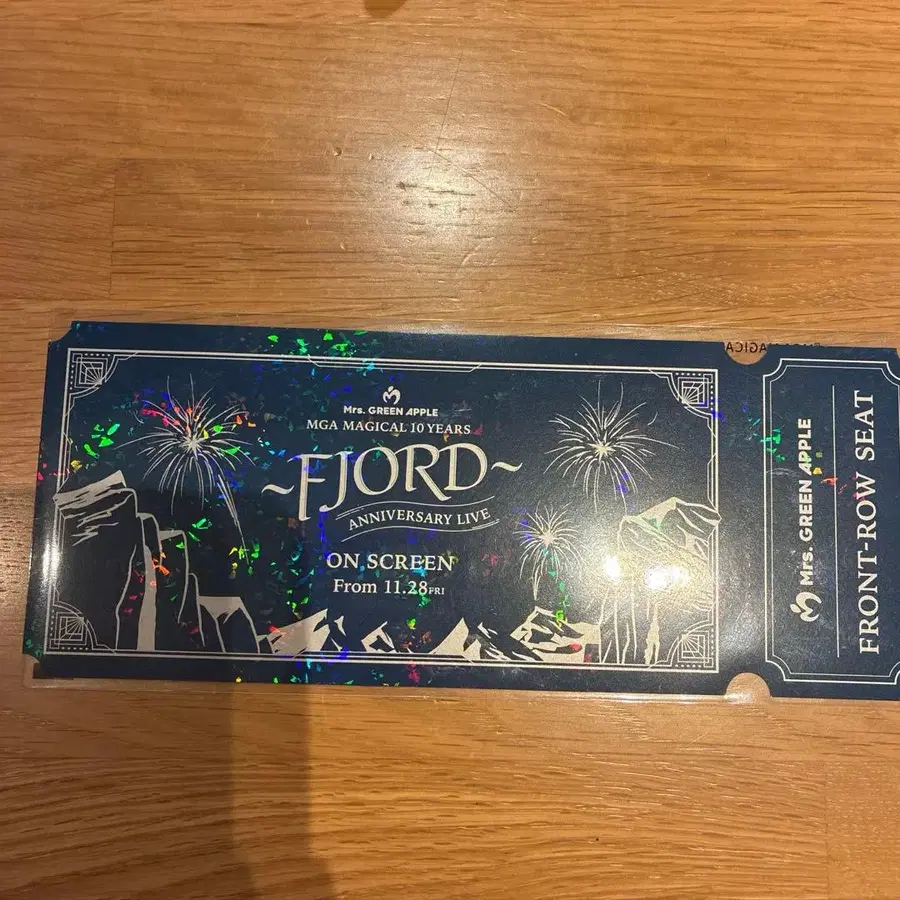 Mrs. GREEN APPLE
MGA MAGICAL 10 YEARS
~FJORD~
ANNIVERSARY LIVE
ON SCREEN
From 11.28FRI
Mrs. GREEN APPLE
FRONT-ROW SEAT